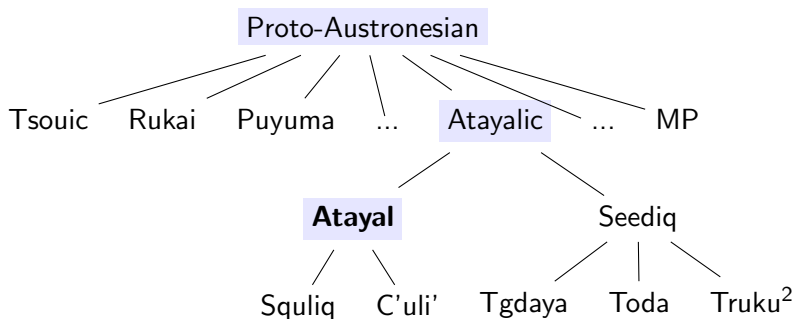 Proto-Austronesian
Tsouic Rukai Puyuma ... Atayalic ... MP
Atayal Seediq
Squliq C'uli' Tgdaya Toda Truku²